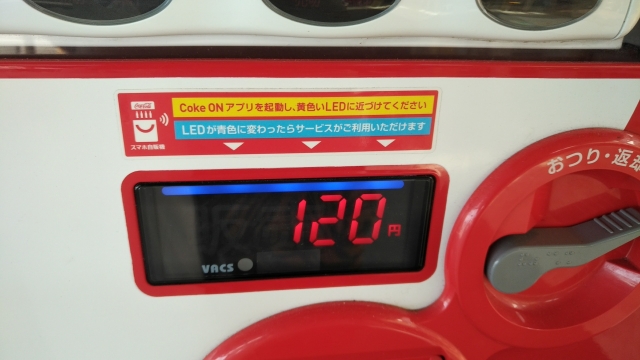 Coca-Cola
スマホ自販機
Coke ONアプリを起動し、黄色いLEDに近づけてください
LEDが青色に変わったらサービスがご利用いただけます
120円
VACS
おつり・返却